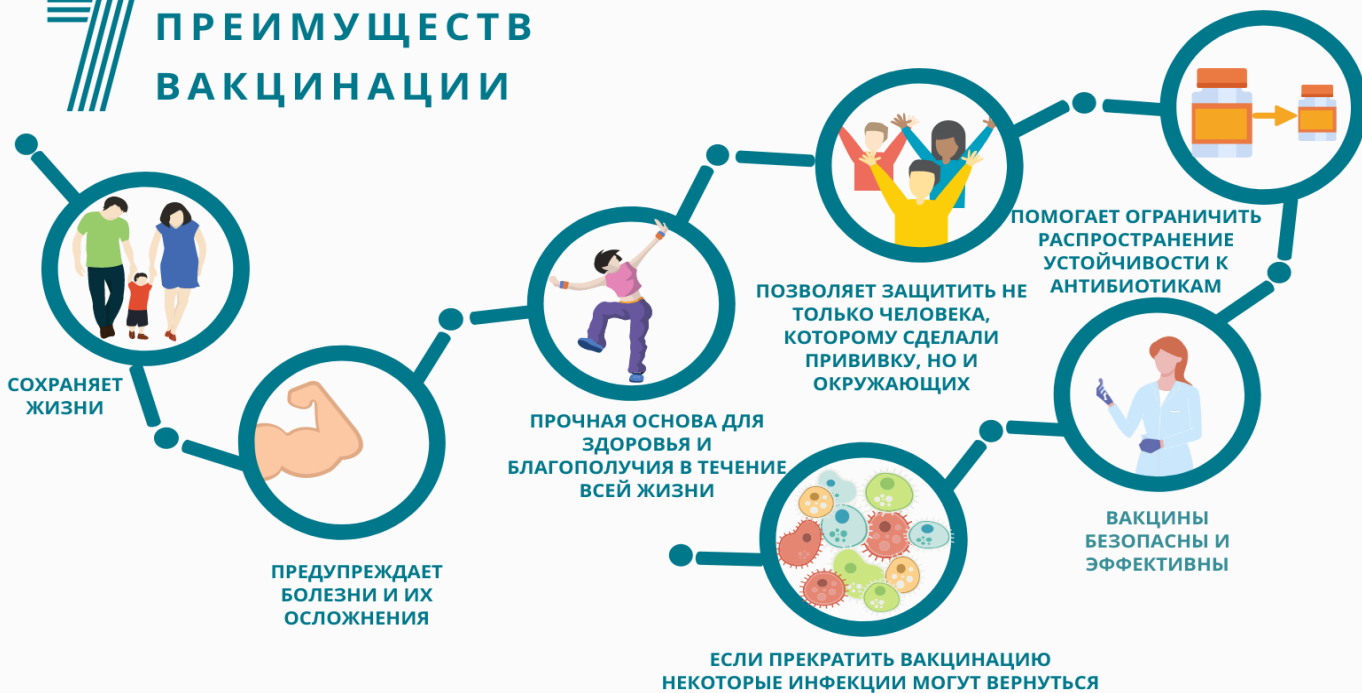 7 ПРЕИМУЩЕСТВ
ВАКЦИНАЦИИ
СОХРАНЯЕТ
ЖИЗНИ
ПРЕДУПРЕЖДАЕТ
БОЛЕЗНИ И ИХ
ОСЛОЖНЕНИЯ
ПРОЧНАЯ ОСНОВА ДЛЯ
ЗДОРОВЬЯ И
БЛАГОПОЛУЧИЯ В ТЕЧЕНИЕ
ВСЕЙ ЖИЗНИ
ПОЗВОЛЯЕТ ЗАЩИТИТЬ НЕ
ТОЛЬКО ЧЕЛОВЕКА,
КОТОРОМУ СДЕЛАЛИ
ПРИВИВКУ, НО И
ОКРУЖАЮЩИХ
ПОМОГАЕТ ОГРАНИЧИТЬ
РАСПРОСТРАНЕНИЕ
УСТОЙЧИВОСТИ К
АНТИБИОТИКАМ
ВАКЦИНЫ
БЕЗОПАСНЫ И
ЭФФЕКТИВНЫ
ЕСЛИ ПРЕКРАТИТЬ ВАКЦИНАЦИЮ
НЕКОТОРЫЕ ИНФЕКЦИИ МОГУТ ВЕРНУТЬСЯ